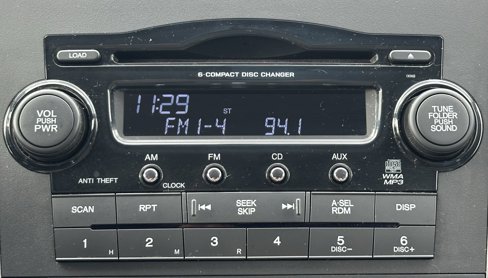 LOAD
6-COMPACT DISC CHANGER
11:29
ST
FM1-4 94.1
VOL
PUSH
PWR
TUNE
FOLDER
PUSH
SOUND
AM FM CD AUX
ANTI THEFT CLOCK
WMA
MP3
SCAN RPT SEEK
SKIP
A-SEL
RDM
DISP
1 H 2 M 3 R 4 5
DISC−
6
DISC+